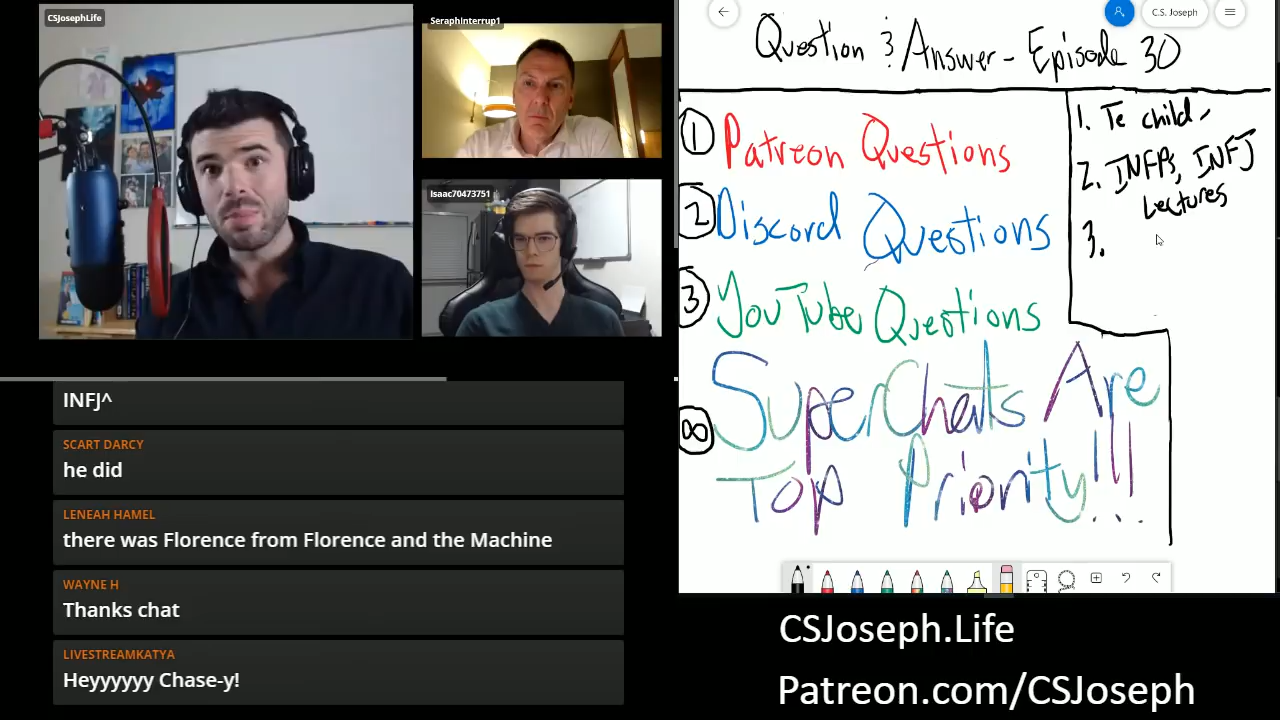 CSJosephLife
SeraphInterrup1
Isaac70473751
INFJ^
SCART DARCY
he did
LENEAH HAMEL
there was Florence from Florence and the Machine
WAYNE H
Thanks chat
LIVESTREAMKATYA
Heyyyyyy Chase-y!
C.S. Joseph
Question & Answer - Episode 30
1 Patreon Questions
2 Discord Questions
3 YouTube Questions
∞ SuperChats Are
Top Priority!!!
1. Te child -
2. INFPs, INFJ
Lectures
3.
CSJoseph.Life
Patreon.com/CSJoseph